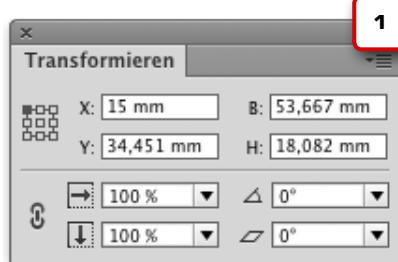 1
Transformieren
X: 15 mm B: 53,667 mm
Y: 34,451 mm H: 18,082 mm
100 % 0°
100 % 0°